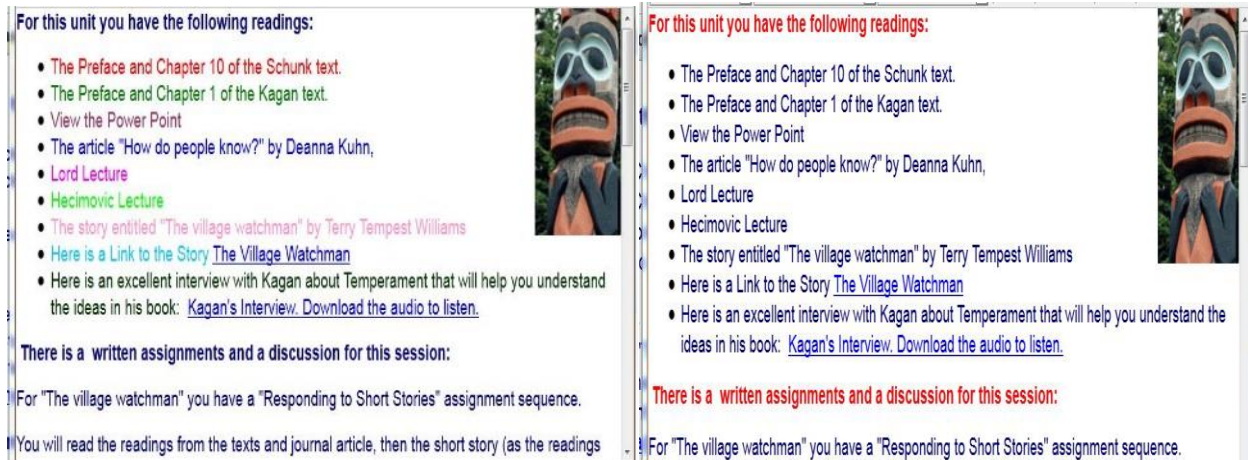 For this unit you have the following readings:
• The Preface and Chapter 10 of the Schunk text.
• The Preface and Chapter 1 of the Kagan text.
• View the Power Point
• The article "How do people know?" by Deanna Kuhn,
• Lord Lecture
• Hecimovic Lecture
• The story entitled "The village watchman" by Terry Tempest Williams
• Here is a Link to the Story The Village Watchman
• Here is an excellent interview with Kagan about Temperament that will help you understand
the ideas in his book: Kagan's Interview. Download the audio to listen.
There is a written assignments and a discussion for this session:
For "The village watchman" you have a "Responding to Short Stories" assignment sequence.
You will read the readings from the texts and journal article, then the short story (as the readings
For this unit you have the following readings:
• The Preface and Chapter 10 of the Schunk text.
• The Preface and Chapter 1 of the Kagan text.
• View the Power Point
• The article "How do people know?" by Deanna Kuhn,
• Lord Lecture
• Hecimovic Lecture
• The story entitled "The village watchman" by Terry Tempest Williams
• Here is a Link to the Story The Village Watchman
• Here is an excellent interview with Kagan about Temperament that will help you understand the
ideas in his book: Kagan's Interview. Download the audio to listen.
There is a written assignments and a discussion for this session:
For "The village watchman" you have a "Responding to Short Stories" assignment sequence.